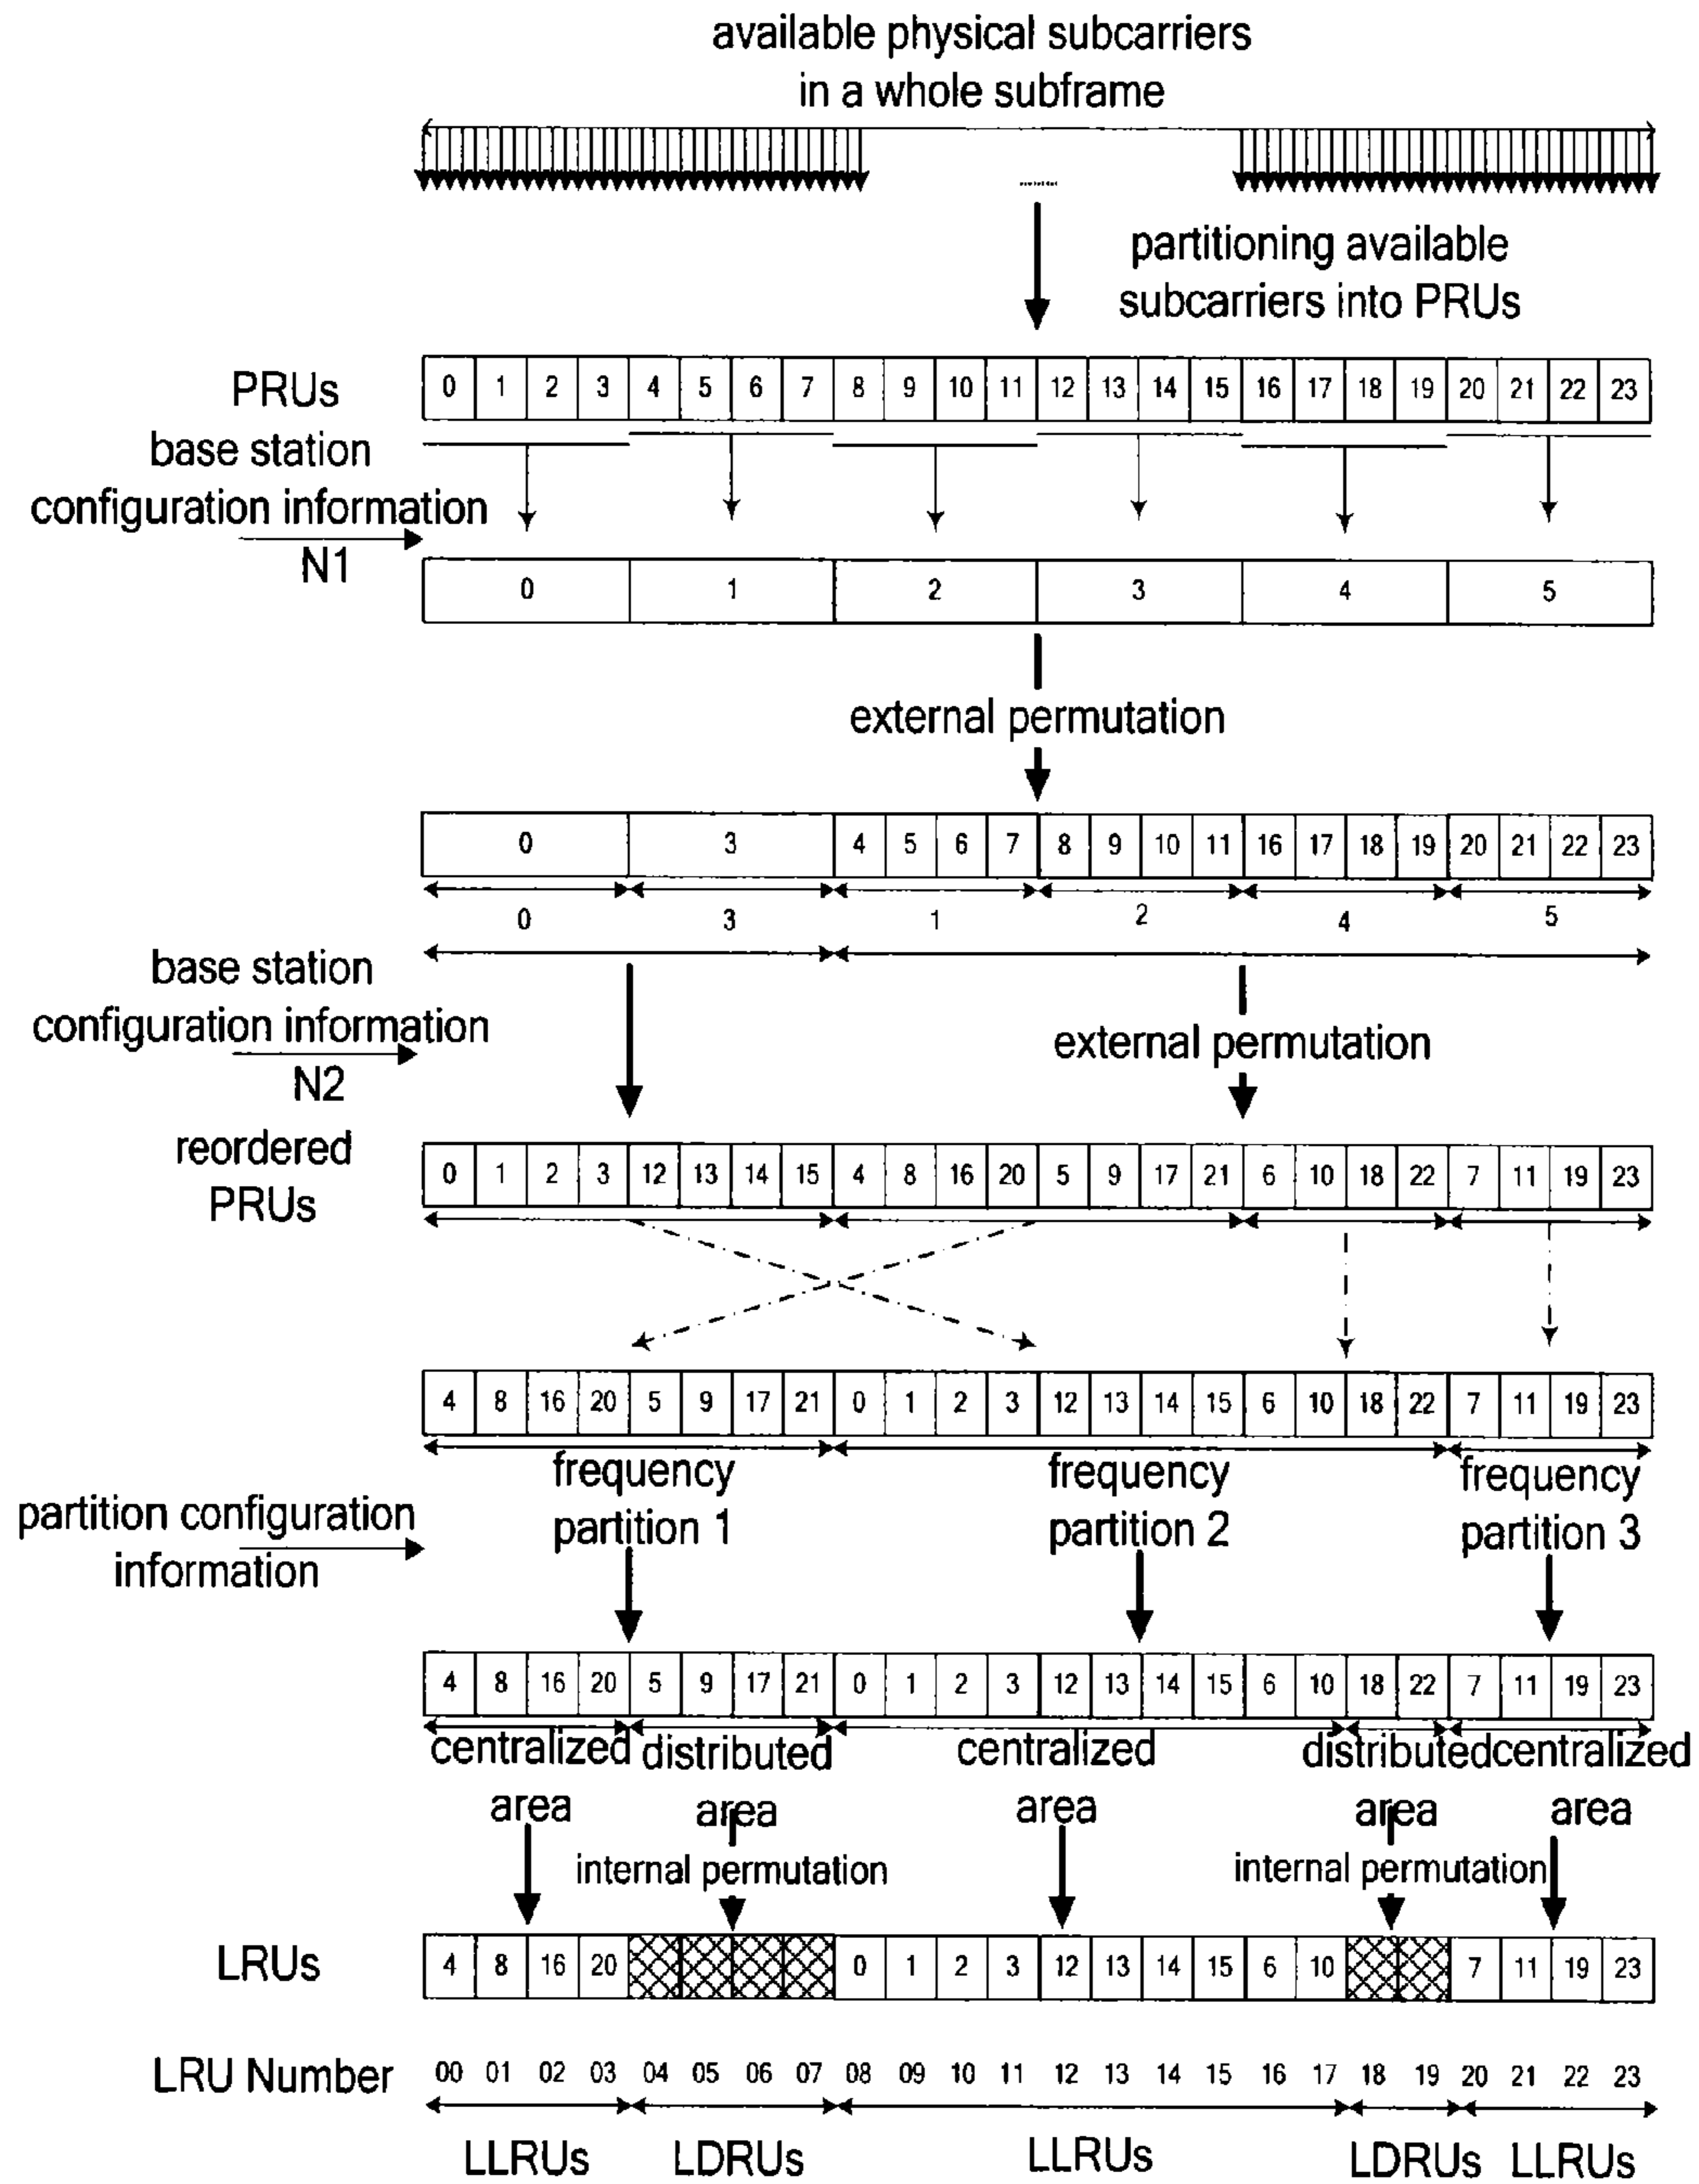 available physical subcarriers
in a whole subframe
partitioning available
subcarriers into PRUs
PRUs
0 1 2 3 4 5 6 7 8 9 10 11 12 13 14 15 16 17 18 19 20 21 22 23
base station
configuration information
N1
0 1 2 3 4 5
external permutation
0 3 4 5 6 7 8 9 10 11 16 17 18 19 20 21 22 23
0 3 1 2 4 5
base station
configuration information
N2
external permutation
reordered
PRUs
0 1 2 3 12 13 14 15 4 8 16 20 5 9 17 21 6 10 18 22 7 11 19 23
4 8 16 20 5 9 17 21 0 1 2 3 12 13 14 15 6 10 18 22 7 11 19 23
frequency
partition 1
frequency
partition 2
frequency
partition 3
partition configuration
information
4 8 16 20 5 9 17 21 0 1 2 3 12 13 14 15 6 10 18 22 7 11 19 23
centralized
area
distributed
area
centralized
area
distributed
area
centralized
area
internal permutation
internal permutation
LRUs
4 8 16 20 0 1 2 3 12 13 14 15 6 10 7 11 19 23
LRU Number
00 01 02 03 04 05 06 07 08 09 10 11 12 13 14 15 16 17 18 19 20 21 22 23
LLRUs LDRUs LLRUs LDRUs LLRUs